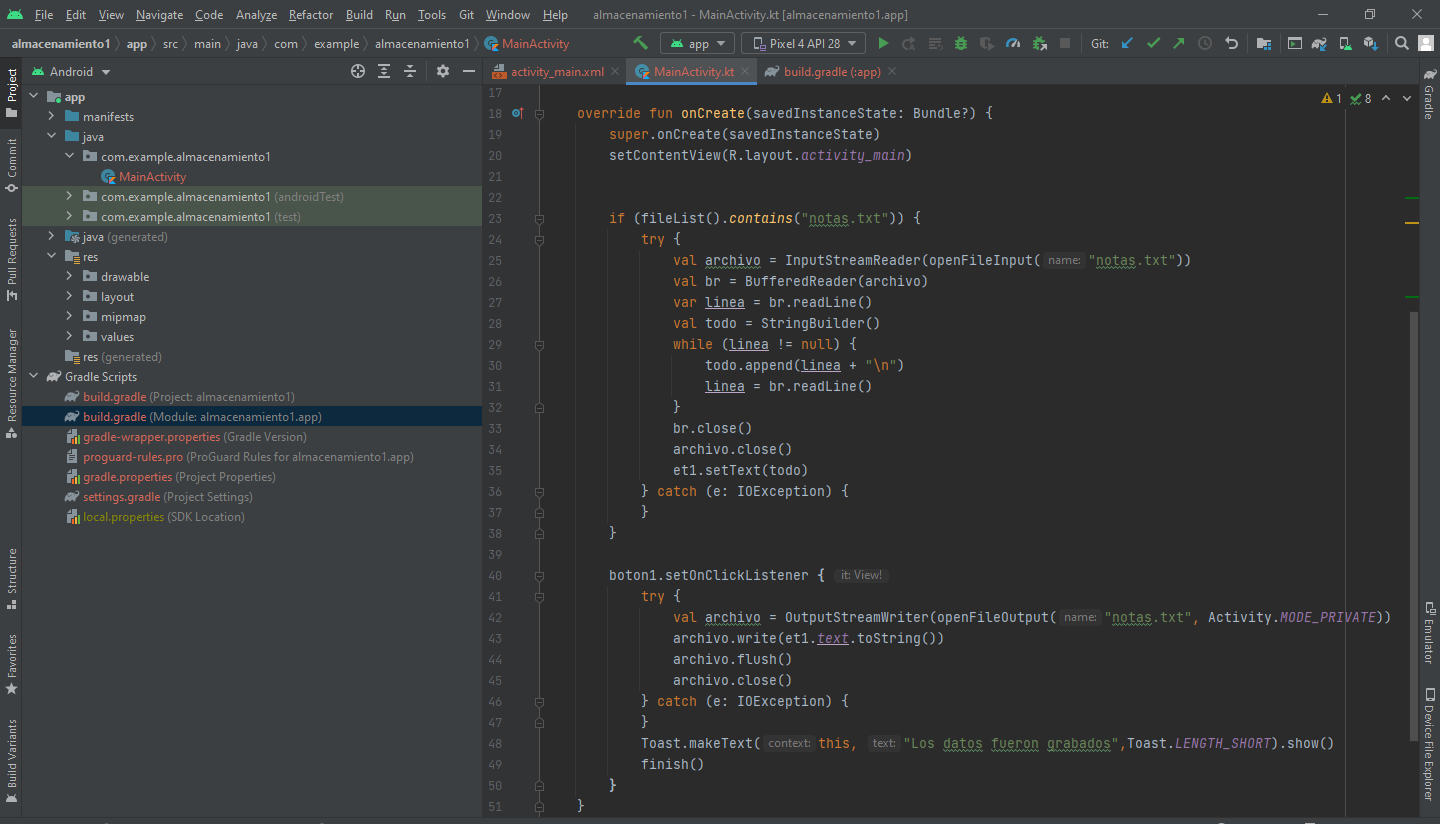 File Edit View Navigate Code Analyze Refactor Build Run Tools Git Window Help almacenamiento1 - MainActivity.kt [almacenamiento1.app]
almacenamiento1 app src main java com example almacenamiento1 MainActivity app Pixel 4 API 28 Git:
Project
Commit
Pull Requests
Resource Manager
Structure
Favorites
Build Variants
Android
app
manifests
java
com.example.almacenamiento1
MainActivity
com.example.almacenamiento1 (androidTest)
com.example.almacenamiento1 (test)
java (generated)
res
drawable
layout
mipmap
values
res (generated)
Gradle Scripts
build.gradle (Project: almacenamiento1)
build.gradle (Module: almacenamiento1.app)
gradle-wrapper.properties (Gradle Version)
proguard-rules.pro (ProGuard Rules for almacenamiento1.app)
gradle.properties (Project Properties)
settings.gradle (Project Settings)
local.properties (SDK Location)
activity_main.xml MainActivity.kt build.gradle (:app)
1 8
17
18 override fun onCreate(savedInstanceState: Bundle?) {
19 super.onCreate(savedInstanceState)
20 setContentView(R.layout.activity_main)
21
22
23 if (fileList().contains("notas.txt")) {
24 try {
25 val archivo = InputStreamReader(openFileInput( name: "notas.txt"))
26 val br = BufferedReader(archivo)
27 var linea = br.readLine()
28 val todo = StringBuilder()
29 while (linea != null) {
30 todo.append(linea + "\n")
31 linea = br.readLine()
32 }
33 br.close()
34 archivo.close()
35 et1.setText(todo)
36 } catch (e: IOException) {
37 }
38 }
39
40 boton1.setOnClickListener { it: View!
41 try {
42 val archivo = OutputStreamWriter(openFileOutput( name: "notas.txt", Activity.MODE_PRIVATE))
43 archivo.write(et1.text.toString())
44 archivo.flush()
45 archivo.close()
46 } catch (e: IOException) {
47 }
48 Toast.makeText( context: this, text: "Los datos fueron grabados",Toast.LENGTH_SHORT).show()
49 finish()
50 }
51 }
Gradle
Emulator
Device File Explorer